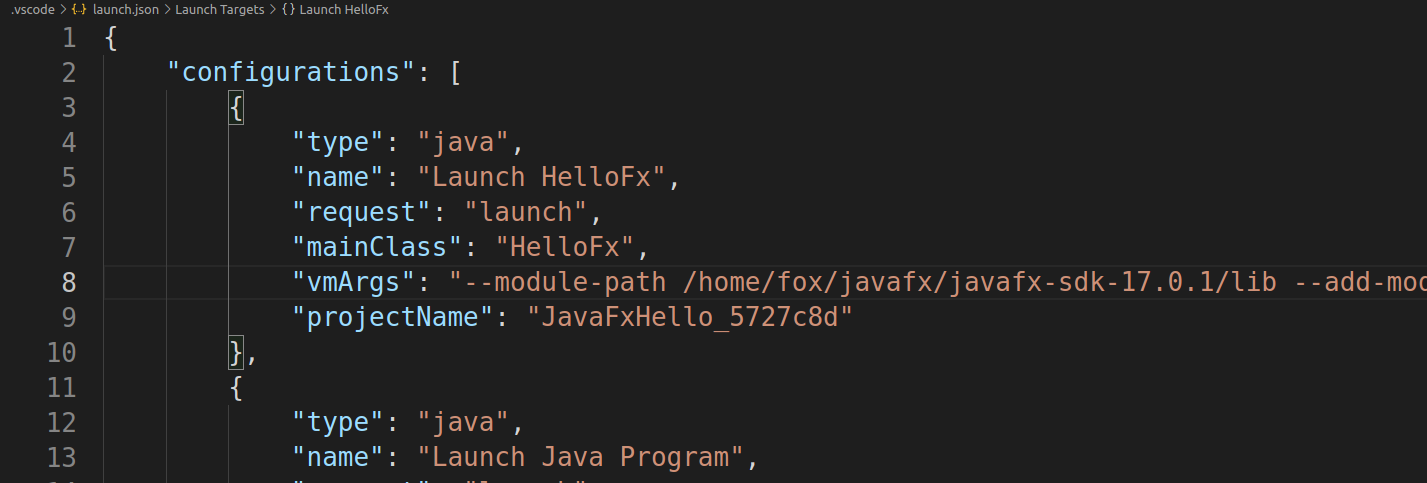 .vscode > {..} launch.json > Launch Targets > { } Launch HelloFx
1 {
2 "configurations": [
3 {
4 "type": "java",
5 "name": "Launch HelloFx",
6 "request": "launch",
7 "mainClass": "HelloFx",
8 "vmArgs": "--module-path /home/fox/javafx/javafx-sdk-17.0.1/lib --add-mod
9 "projectName": "JavaFxHello_5727c8d"
10 },
11 {
12 "type": "java",
13 "name": "Launch Java Program",